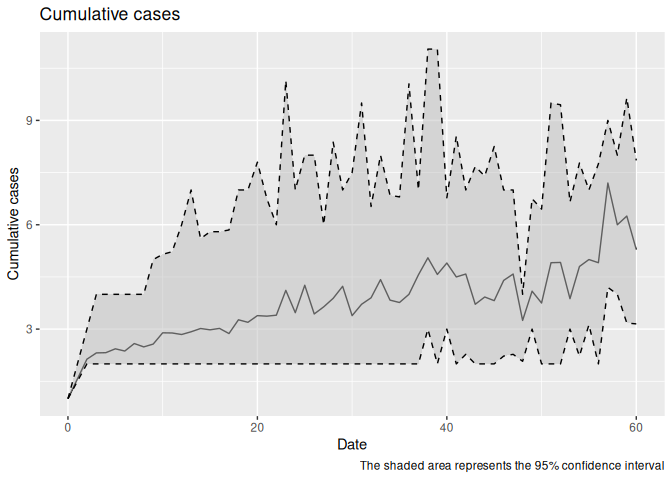 Cumulative cases
9
6
3
Cumulative cases
0 20 40 60
Date
The shaded area represents the 95% confidence interval